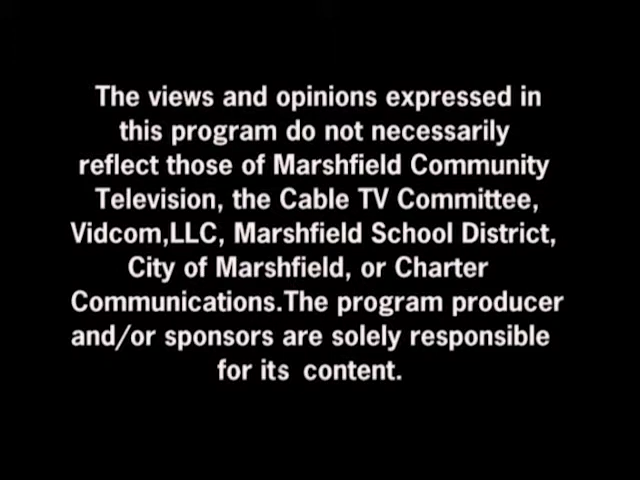 The views and opinions expressed in
this program do not necessarily
reflect those of Marshfield Community
Television, the Cable TV Committee,
Vidcom,LLC, Marshfield School District,
City of Marshfield, or Charter
Communications.The program producer
and/or sponsors are solely responsible
for its content.